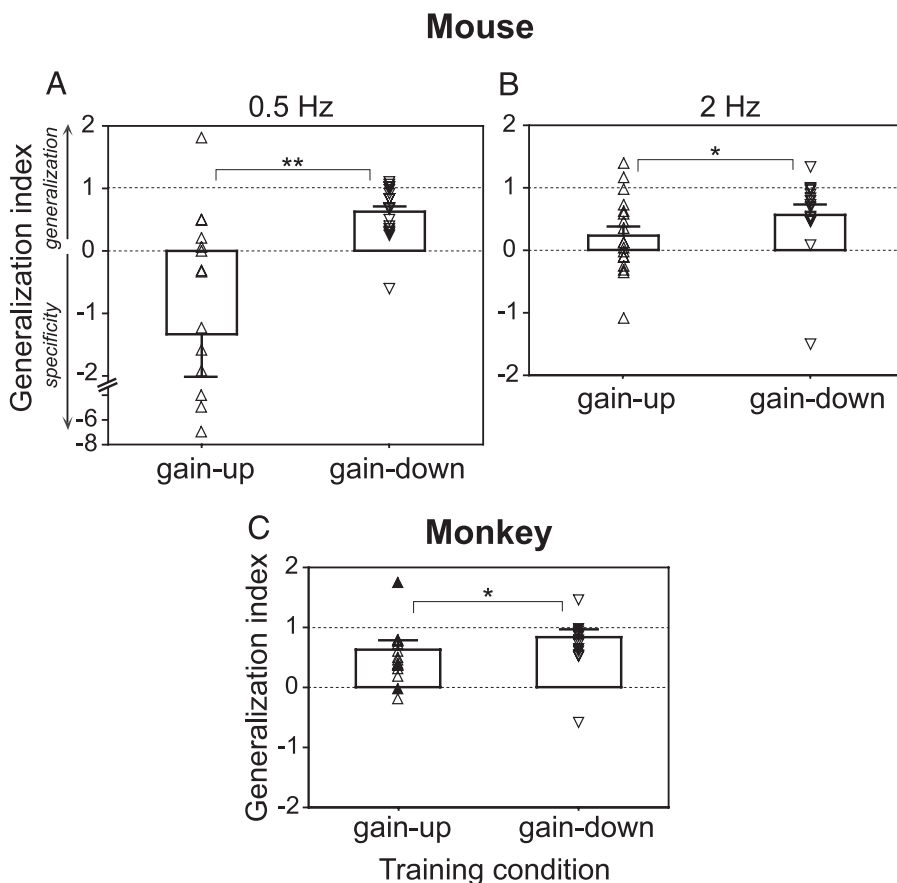 Mouse
A
0.5 Hz
Generalization index
specificity
generalization
2
1
0
-1
-2
-6
-8
**
gain-up
gain-down
B
2 Hz
2
1
0
-1
-2
*
gain-up
gain-down
C
Monkey
Generalization index
2
1
0
-1
-2
*
gain-up
gain-down
Training condition